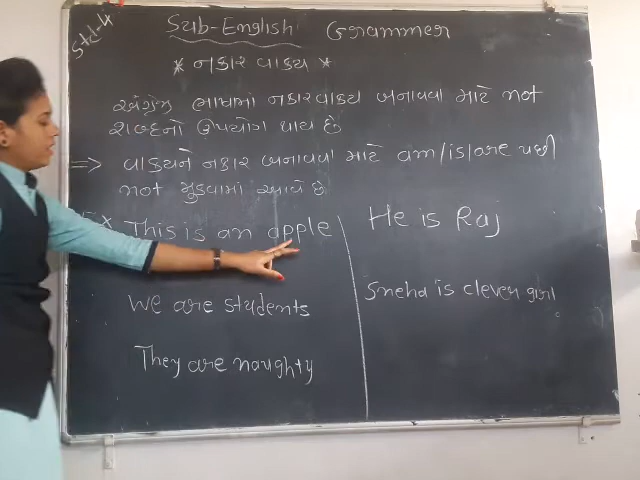 Std-4
Sub-English Grammer
* નકાર વાક્ય *
અંગ્રેજી ભાષામાં નકારવાક્ય બનાવવા માટે not
શબ્દનો ઉપયોગ થાય છે
=> વાક્યને નકાર બનાવવા માટે am/is/are પછી
not મુકવામાં આવે છે
Ex This is an apple
We are students
They are naughty
He is Raj
Sneha is clever girl